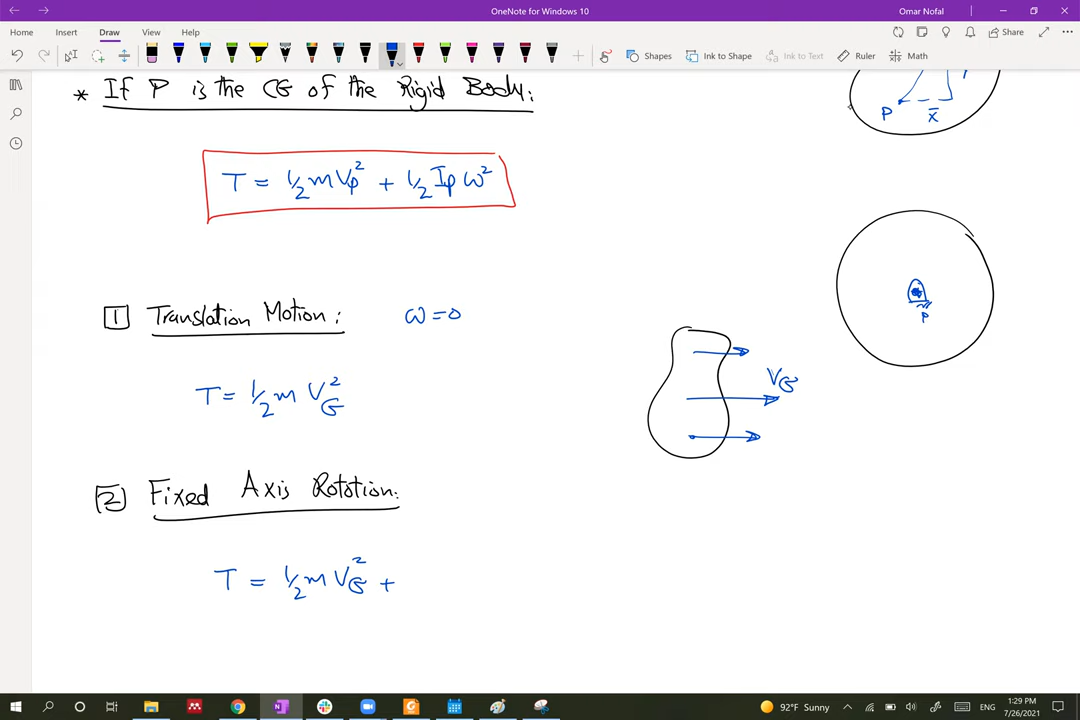 OneNote for Windows 10
Omar Nofal
Home Insert Draw View Help
Share
Shapes Ink to Shape Ink to Text Ruler Math
* If P is the CG of the Rigid Body:
P x̄
T = 1/2 m Vp² + 1/2 Ip ω²
P
1 Translation Motion: ω=0
T = 1/2 m VG²
VG
2 Fixed Axis Rotation:
T = 1/2 m VG² +
92°F Sunny
ENG
1:29 PM
7/26/2021